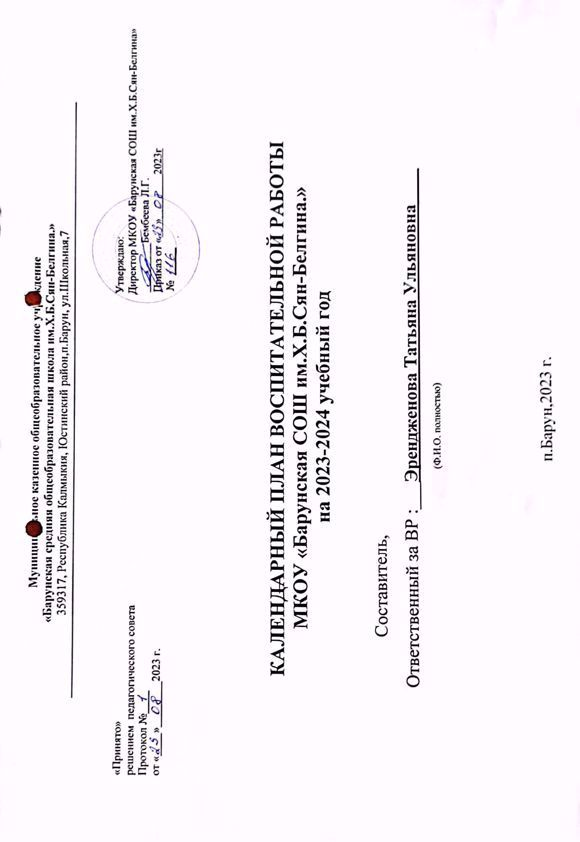 Муниципальное казенное общеобразовательное учреждение
«Барунская средняя общеобразовательная школа им.Х.Б.Сян-Белгина.»
359317, Республика Калмыкия, Юстинский район,п.Барун, ул.Школьная,7
«Принято»
решением педагогического совета
Протокол № 1
от «25» 08 2023 г.
Утверждаю:
Директор МКОУ «Барунская СОШ им.Х.Б.Сян-Белгина»
Бембеева Л.Г.
Приказ от «25» 08 2023г
№ 116
КАЛЕНДАРНЫЙ ПЛАН ВОСПИТАТЕЛЬНОЙ РАБОТЫ
МКОУ «Барунская СОШ им.Х.Б.Сян-Белгина.»
на 2023-2024 учебный год
Составитель,
Ответственный за ВР : Эрендженова Татьяна Ульяновна
(Ф.И.О. полностью)
п.Барун,2023 г.